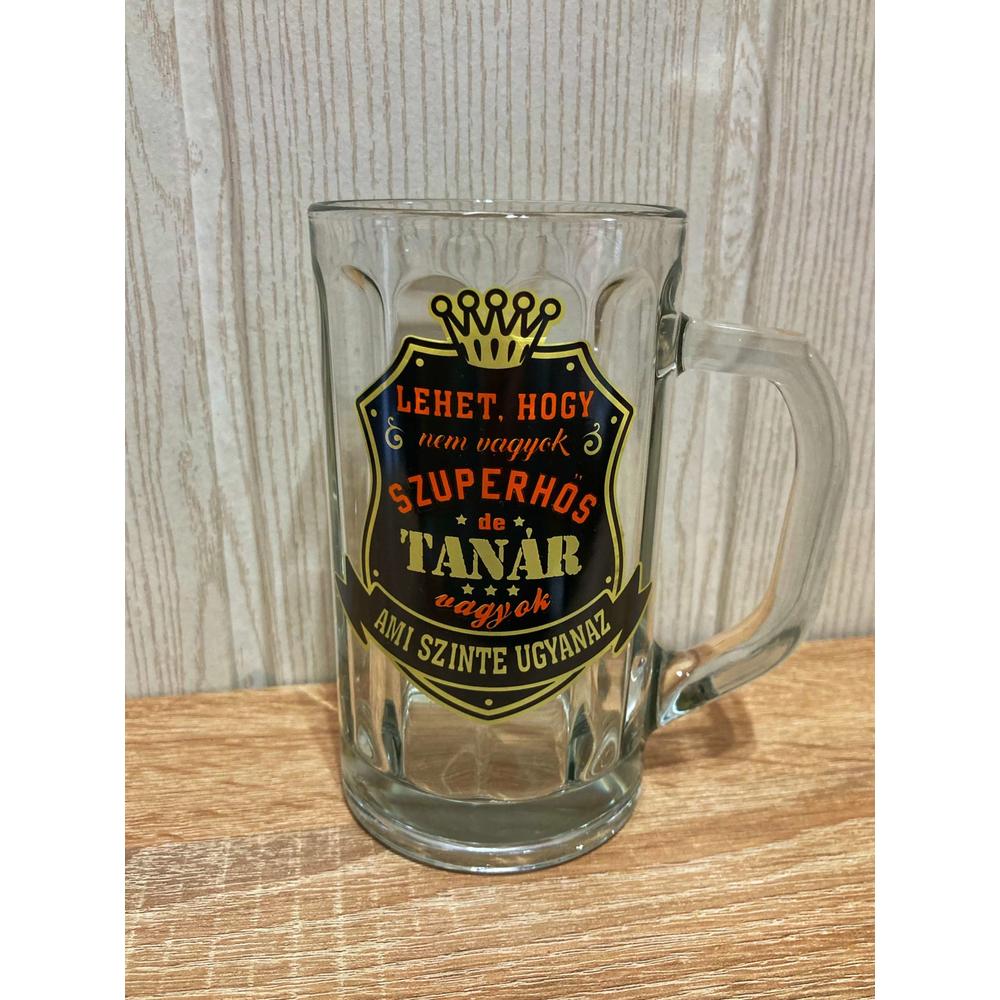 LEHET, HOGY
nem vagyok
SZUPERHŐS
de
TANÁR
vagyok
AMI SZINTE UGYANAZ